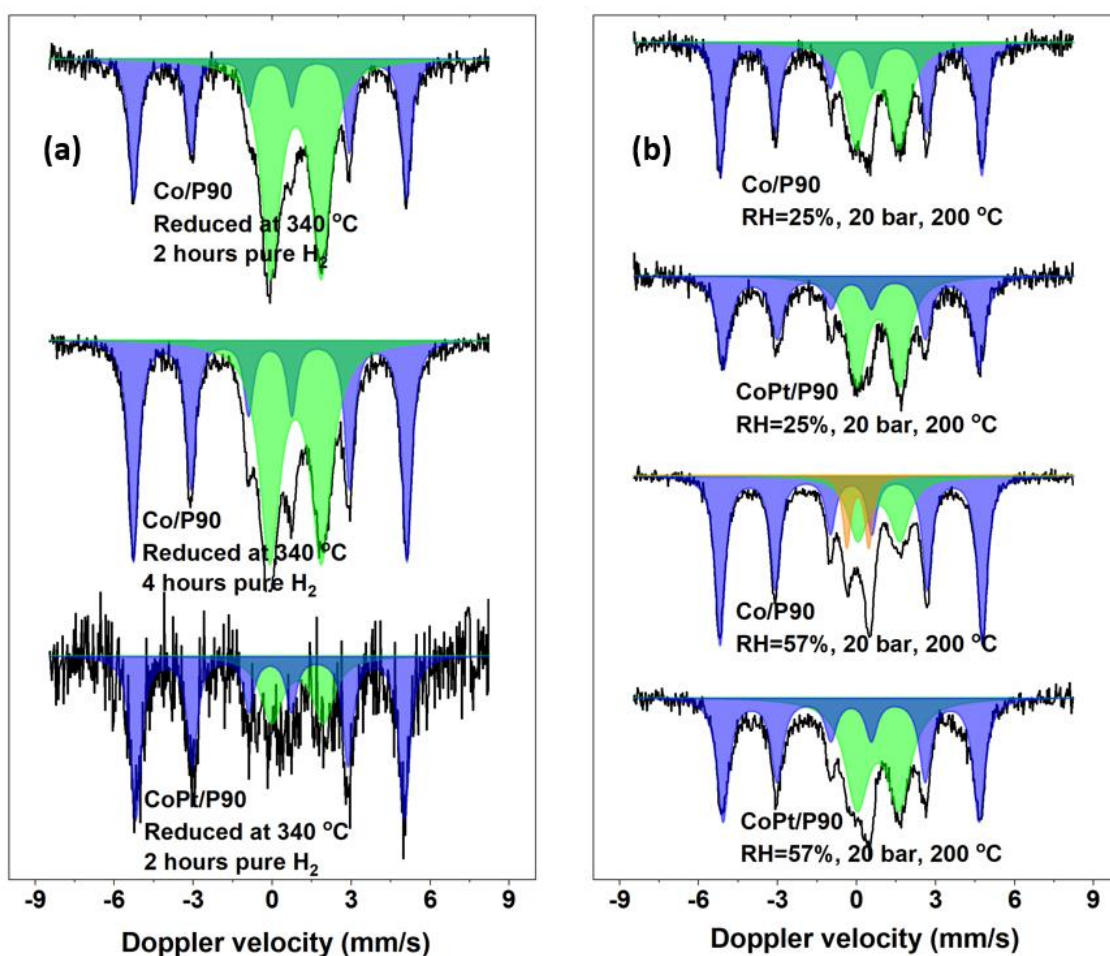 (a)
Co/P90
Reduced at 340 °C
2 hours pure H₂
Co/P90
Reduced at 340 °C
4 hours pure H₂
CoPt/P90
Reduced at 340 °C
2 hours pure H₂
-9 -6 -3 0 3 6 9
Doppler velocity (mm/s)
(b)
Co/P90
RH=25%, 20 bar, 200 °C
CoPt/P90
RH=25%, 20 bar, 200 °C
Co/P90
RH=57%, 20 bar, 200 °C
CoPt/P90
RH=57%, 20 bar, 200 °C
-9 -6 -3 0 3 6 9
Doppler velocity (mm/s)